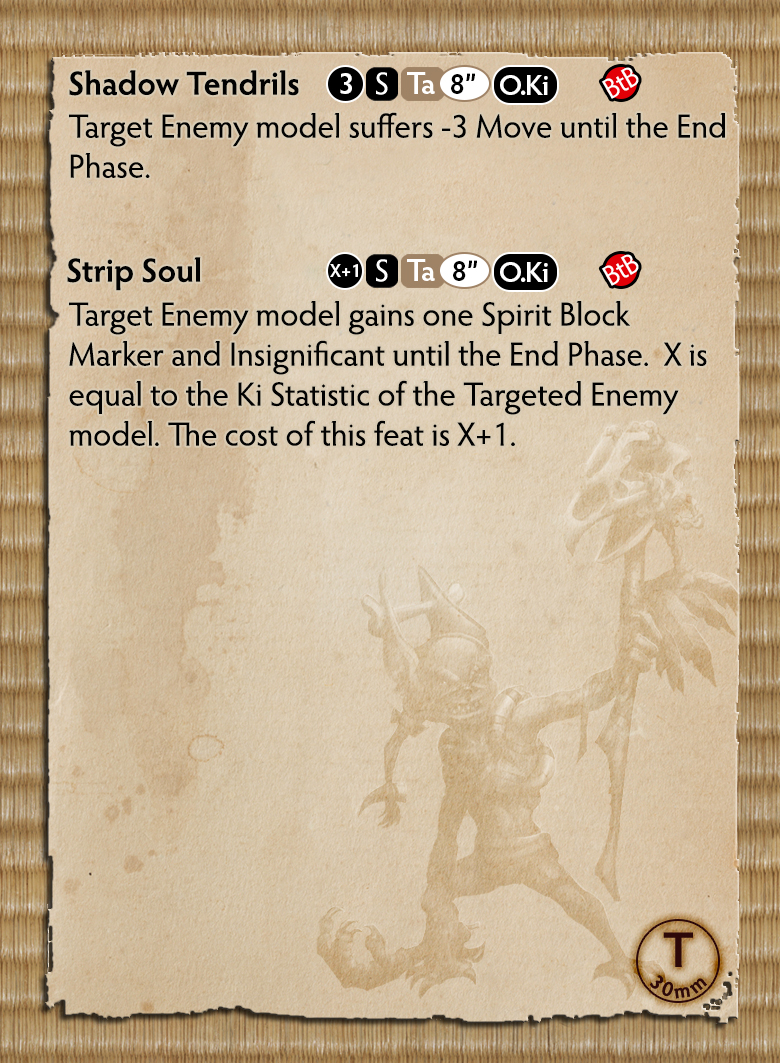 Shadow Tendrils 3 S Ta 8" O.Ki BtB
Target Enemy model suffers -3 Move until the End
Phase.
Strip Soul X+1 S Ta 8" O.Ki BtB
Target Enemy model gains one Spirit Block
Marker and Insignificant until the End Phase.  X is
equal to the Ki Statistic of the Targeted Enemy
model. The cost of this feat is X+1.
T
30mm